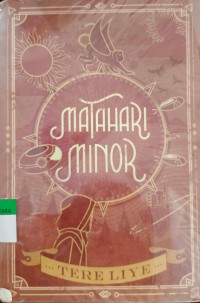 MATAHARI
MINOR
... TERE LIYE ...